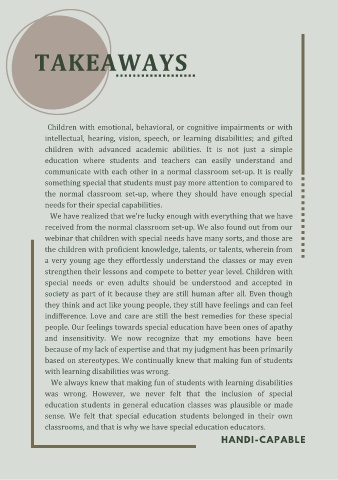 TAKEAWAYS
Children with emotional, behavioral, or cognitive impairments or with
intellectual, hearing, vision, speech, or learning disabilities; and gifted
children with advanced academic abilities. It is not just a simple
education where students and teachers can easily understand and
communicate with each other in a normal classroom set-up. It is really
something special that students must pay more attention to compared to
the normal classroom set-up, where they should have enough special
needs for their special capabilities.
We have realized that we're lucky enough with everything that we have
received from the normal classroom set-up. We also found out from our
webinar that children with special needs have many sorts, and those are
the children with proficient knowledge, talents, or talents, wherein from
a very young age they effortlessly understand the classes or may even
strengthen their lessons and compete to better year level. Children with
special needs or even adults should be understood and accepted in
society as part of it because they are still human after all. Even though
they think and act like young people, they still have feelings and can feel
indifference. Love and care are still the best remedies for these special
people. Our feelings towards special education have been ones of apathy
and insensitivity. We now recognize that my emotions have been
because of my lack of expertise and that my judgment has been primarily
based on stereotypes. We continually knew that making fun of students
with learning disabilities was wrong.
We always knew that making fun of students with learning disabilities
was wrong. However, we never felt that the inclusion of special
education students in general education classes was plausible or made
sense. We felt that special education students belonged in their own
classrooms, and that is why we have special education educators.
HANDI-CAPABLE